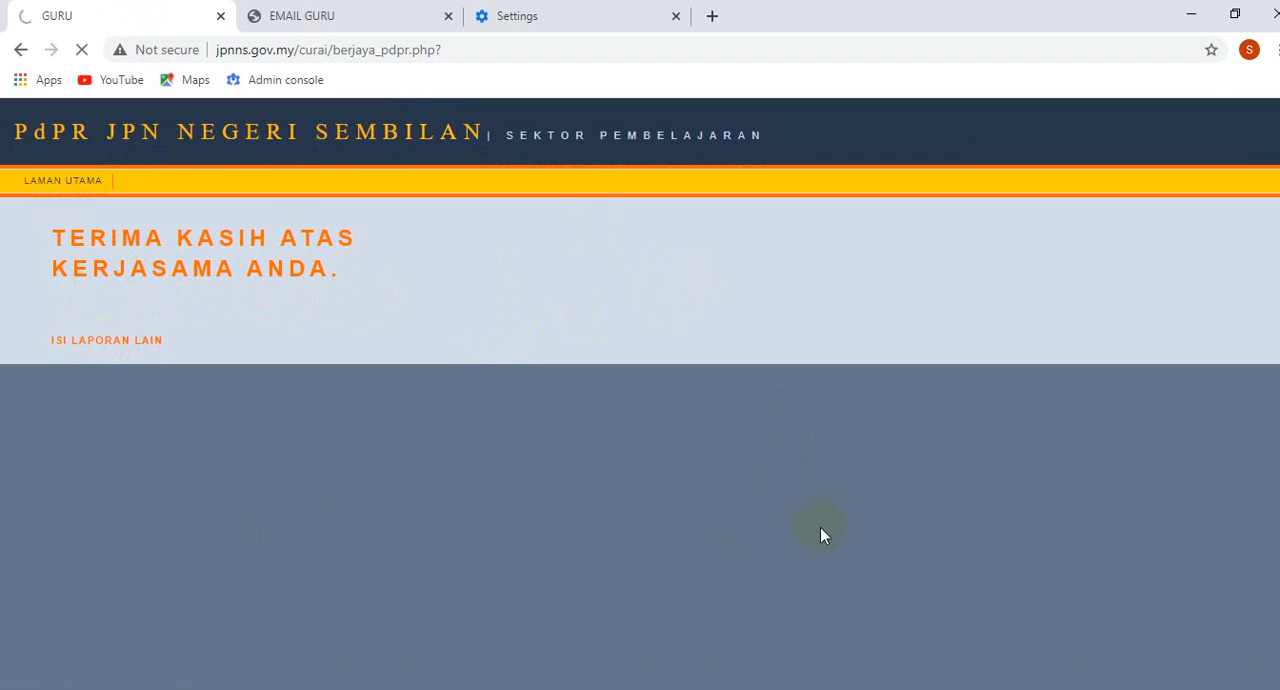 GURU
EMAIL GURU
Settings
Not secure
jpnns.gov.my/curai/berjaya_pdpr.php?
S
Apps
YouTube
Maps
Admin console
PdPR JPN NEGERI SEMBILAN| SEKTOR PEMBELAJARAN
LAMAN UTAMA
TERIMA KASIH ATAS
KERJASAMA ANDA.
ISI LAPORAN LAIN